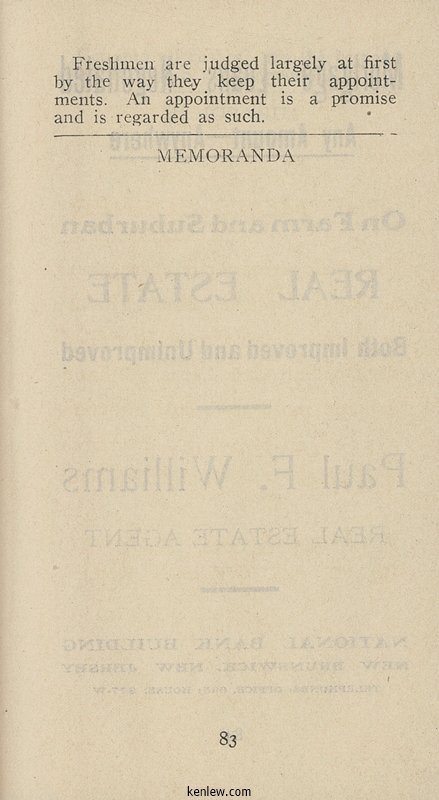 Freshmen are judged largely at first
by the way they keep their appoint-
ments. An appointment is a promise
and is regarded as such.
MEMORANDA
On Farm and Suburban
REAL ESTATE
Both Improved and Unimproved
Paul F. Williams
REAL ESTATE AGENT
NATIONAL BANK BUILDING
NEW BRUNSWICK, NEW JERSEY
83
kenlew.com